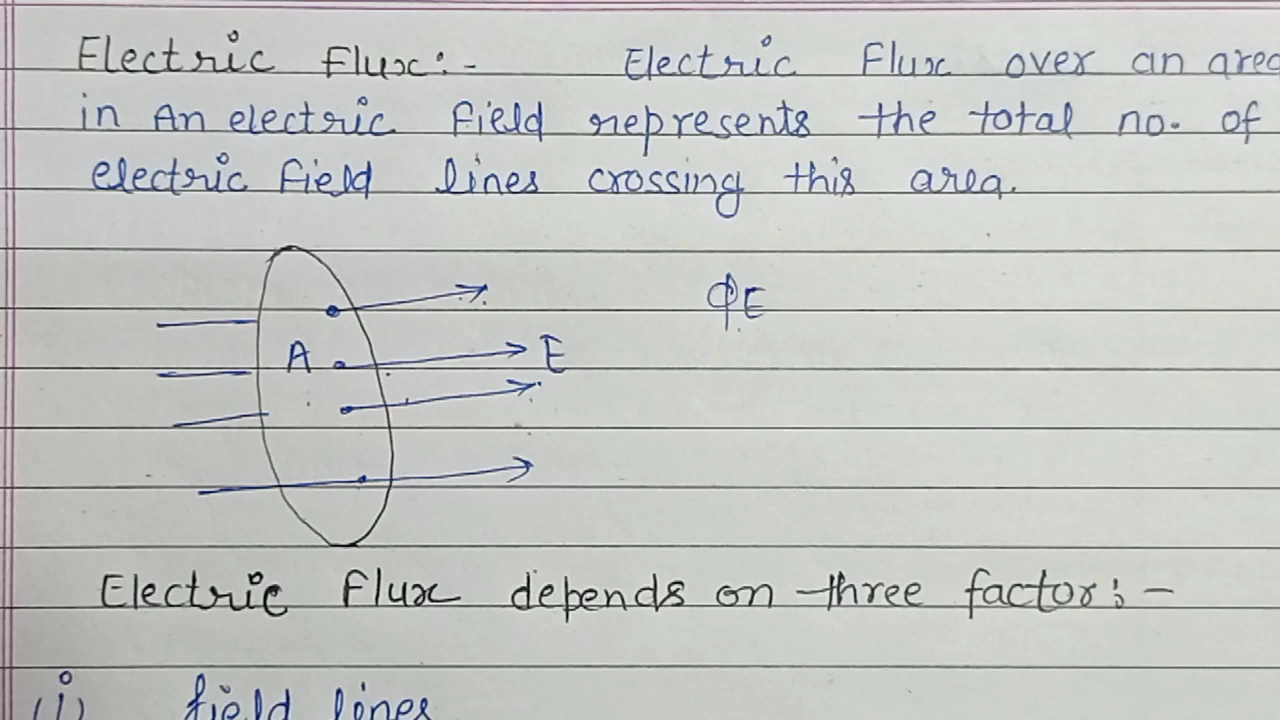 Electric Flux:- Electric Flux over an area
in An electric field represents the total no. of
electric field lines crossing this area.
ΦE
A
E
Electric Flux depends on three factor:-
(i) field lines